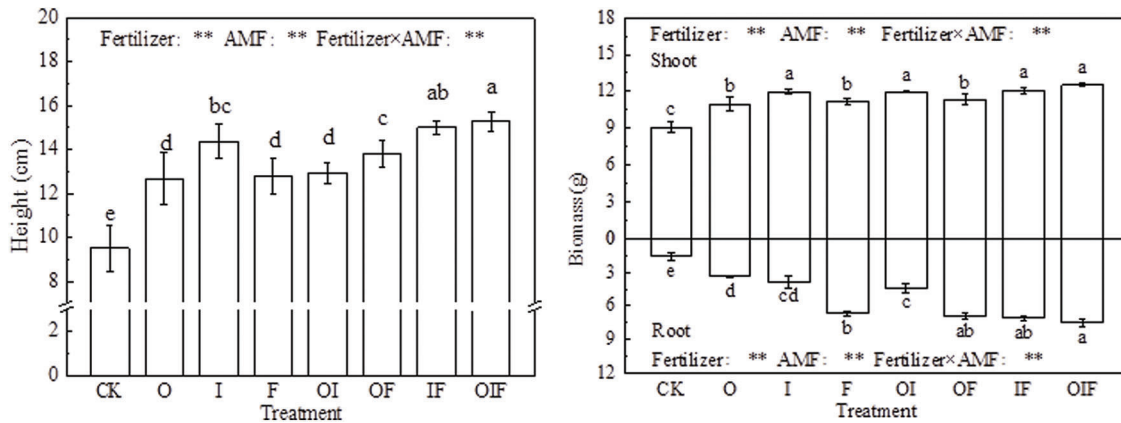 20
18
16
14
12
10
8
2
0
Height (cm)
Fertilizer: ** AMF: ** Fertilizer×AMF: **
e
d
bc
d
d
c
ab
a
CK O I F OI OF IF OIF
Treatment
18
15
12
9
6
3
0
3
6
9
12
Biomass(g)
Fertilizer: ** AMF: ** Fertilizer×AMF: **
Shoot
c
b
a
b
a
b
a
a
e
d
cd
b
c
ab
ab
a
Root
Fertilizer: ** AMF: ** Fertilizer×AMF: **
CK O I F OI OF IF OIF
Treatment